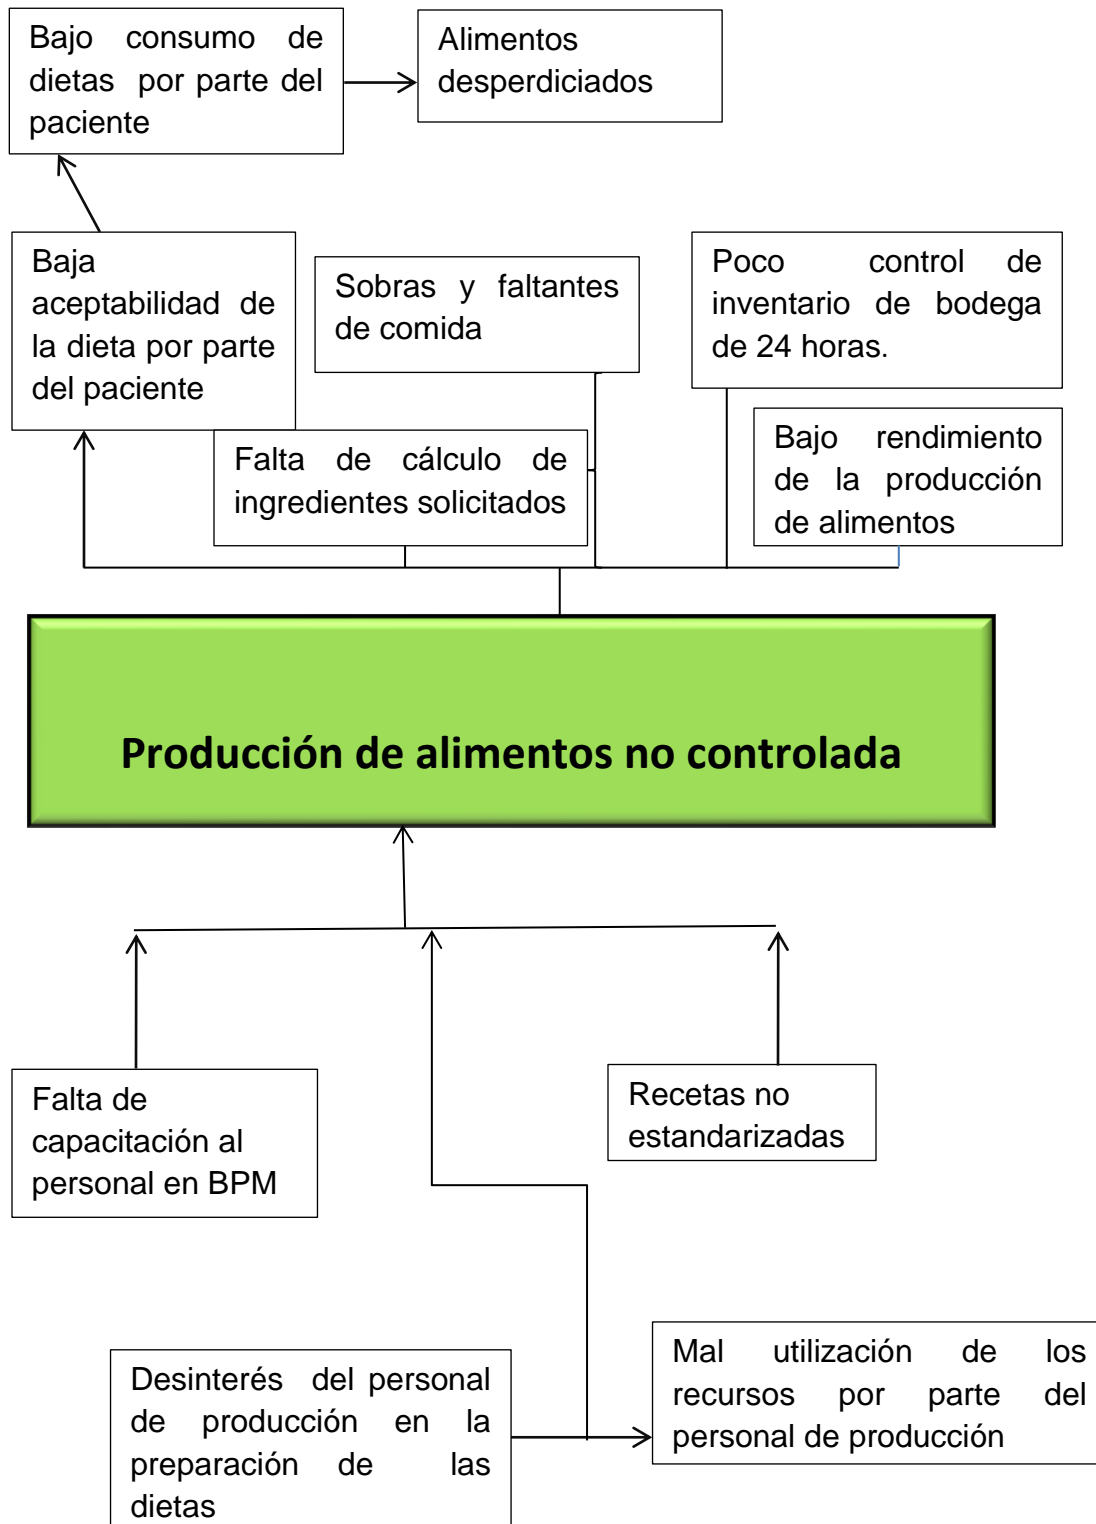 Bajo consumo de
dietas por parte del
paciente
Alimentos
desperdiciados
Baja
aceptabilidad de
la dieta por parte
del paciente
Sobras y faltantes
de comida
Poco control de
inventario de bodega
de 24 horas.
Falta de cálculo de
ingredientes solicitados
Bajo rendimiento
de la producción
de alimentos
Producción de alimentos no controlada
Falta de
capacitación al
personal en BPM
Recetas no
estandarizadas
Desinterés del personal
de producción en la
preparación de las
dietas
Mal utilización de los
recursos por parte del
personal de producción